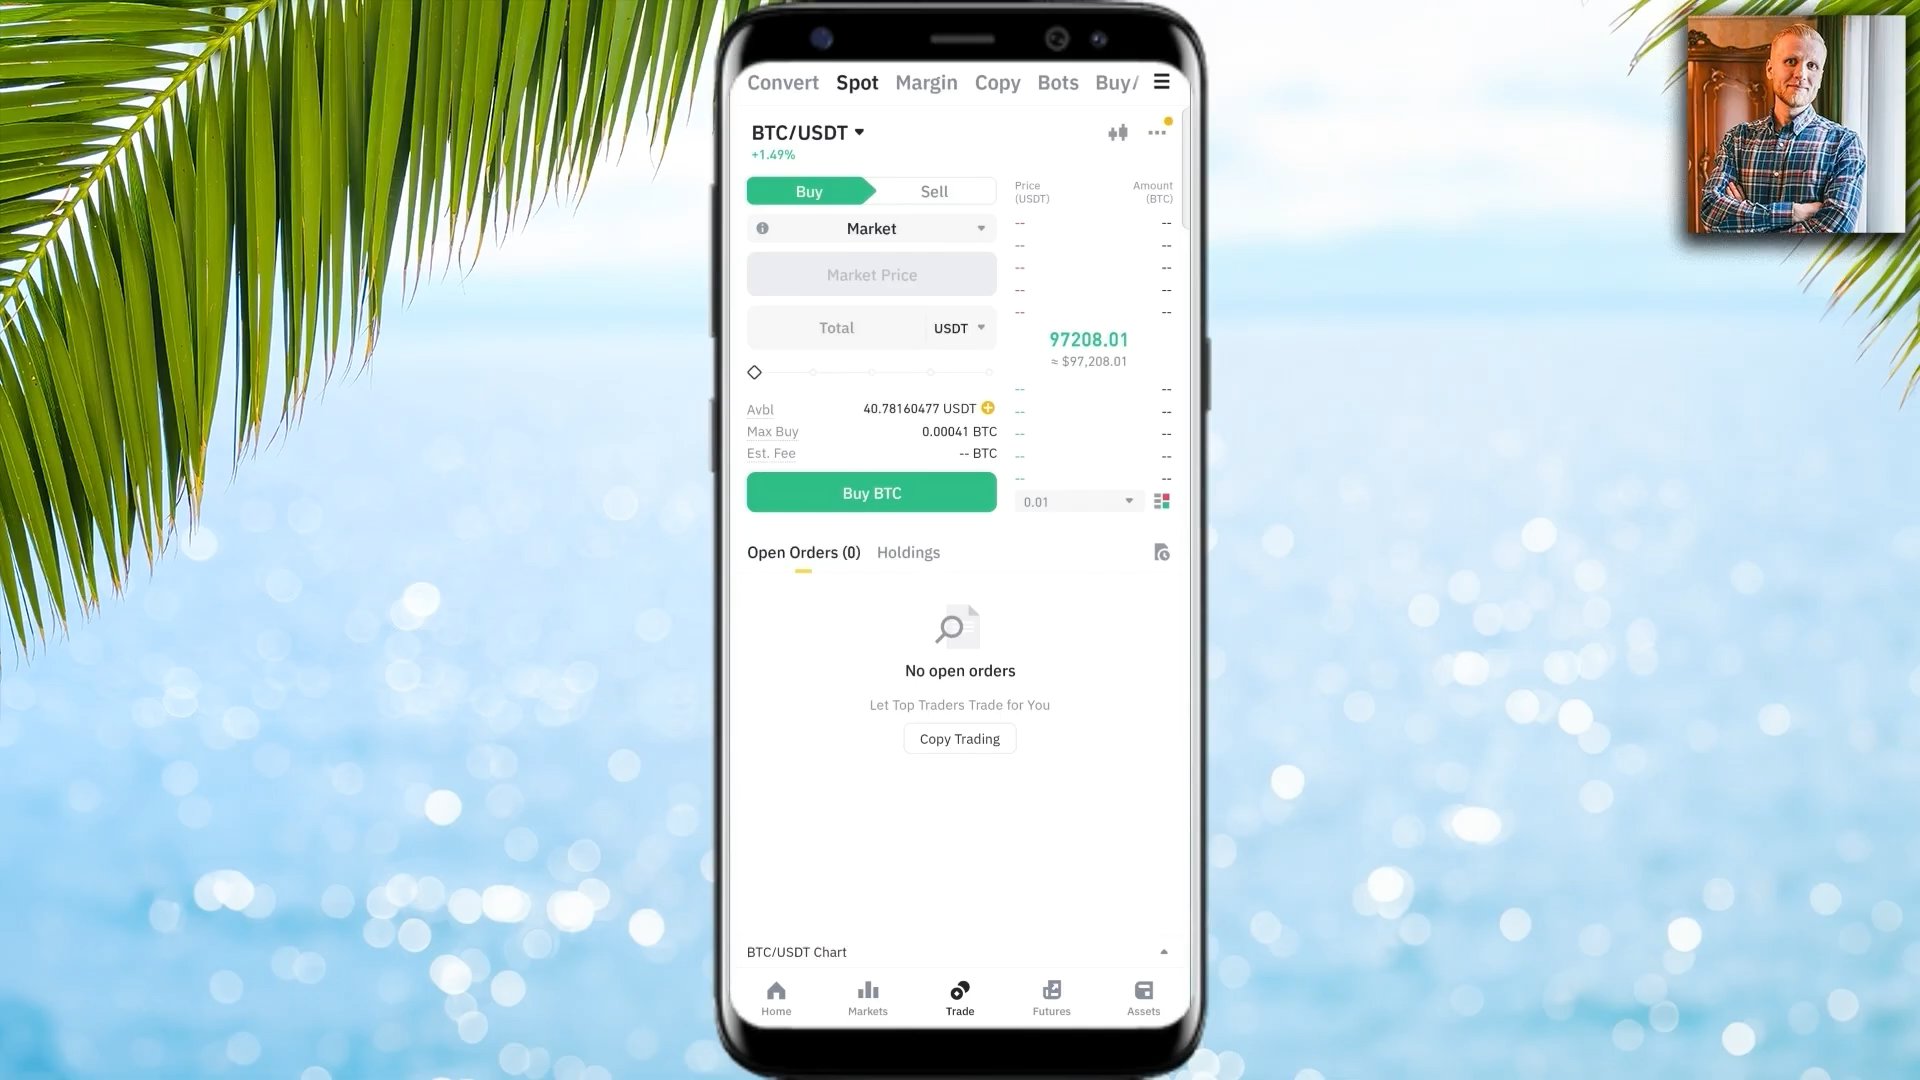 Convert Spot Margin Copy Bots Buy/
BTC/USDT
+1.49%
Buy Sell
Market
Market Price
Total USDT
Avbl 40.78160477 USDT
Max Buy 0.00041 BTC
Est. Fee -- BTC
Buy BTC
Price Amount
(USDT) (BTC)
-- --
-- --
-- --
-- --
-- --
97208.01
≈ $97,208.01
-- --
-- --
-- --
-- --
-- --
0.01
Open Orders (0) Holdings
No open orders
Let Top Traders Trade for You
Copy Trading
BTC/USDT Chart
Home Markets Trade Futures Assets